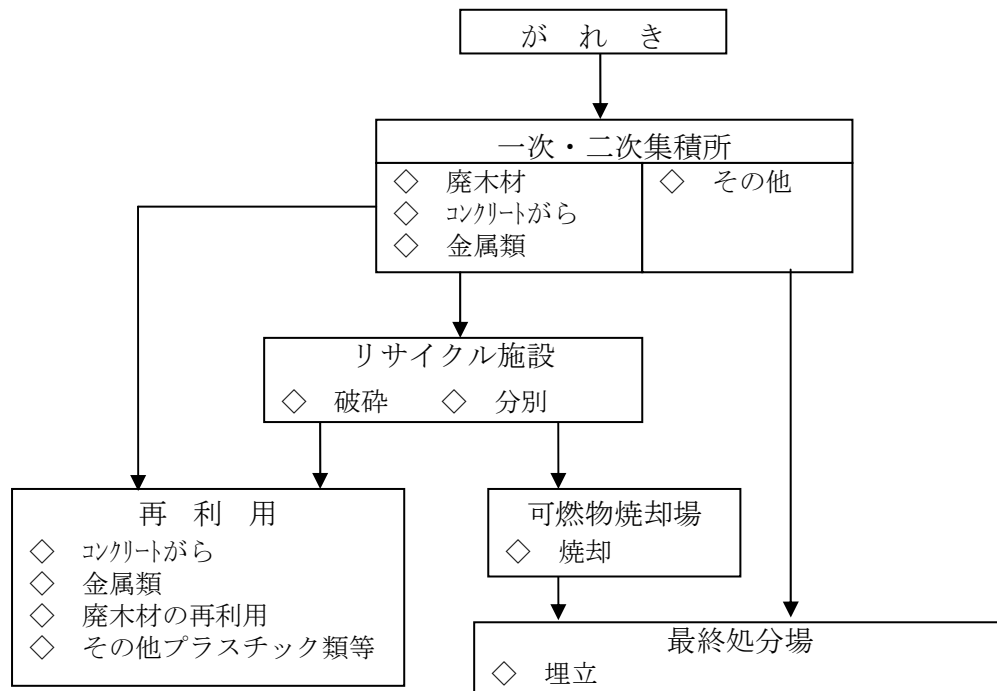 がれき
一次・二次集積所
◇ 廃木材
◇ ｺﾝｸﾘｰﾄがら
◇ 金属類
◇ その他
リサイクル施設
◇ 破砕 ◇ 分別
再利用
◇ ｺﾝｸﾘｰﾄがら
◇ 金属類
◇ 廃木材の再利用
◇ その他プラスチック類等
可燃物焼却場
◇ 焼却
最終処分場
◇ 埋立